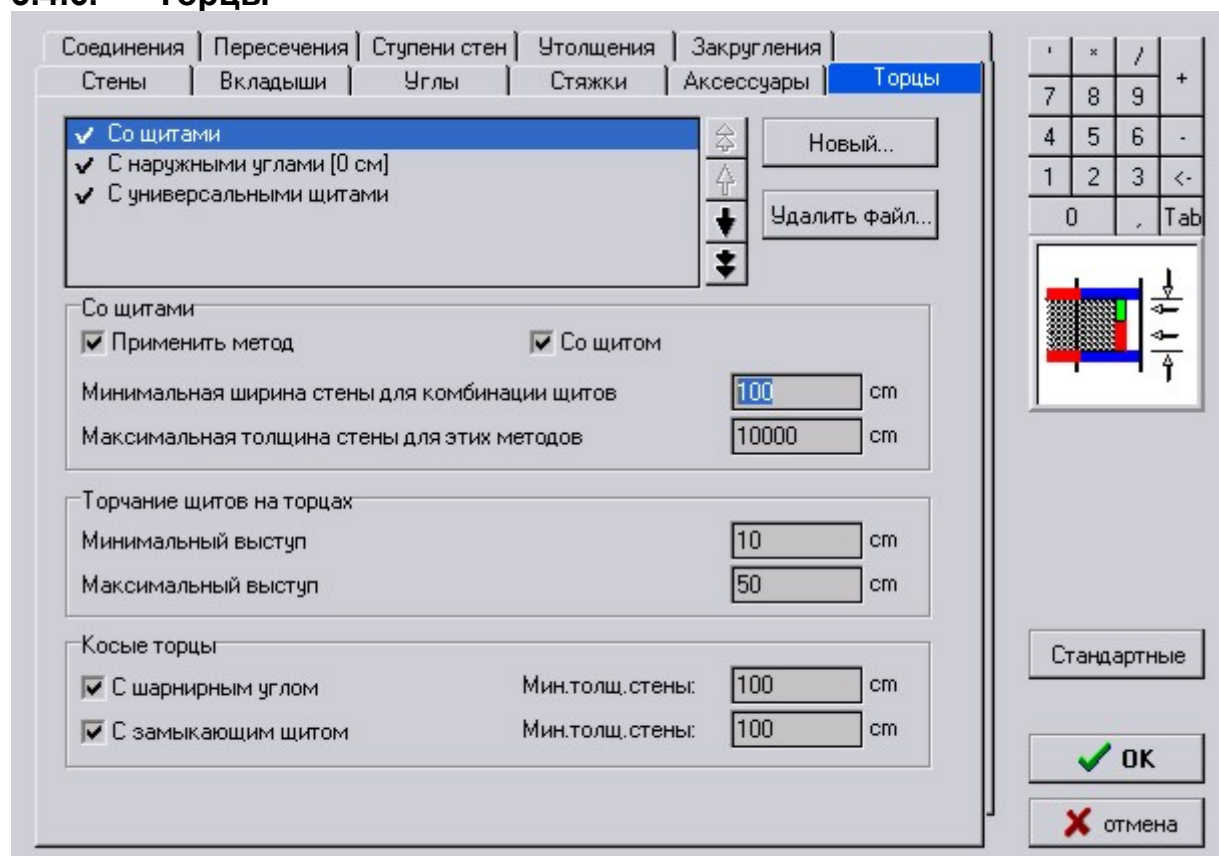 Торцы
Соединения Пересечения Ступени стен Утолщения Закругления
Стены Вкладыши Углы Стяжки Аксессуары Торцы
Со щитами
С наружными углами [0 см]
С универсальными щитами
Новый...
Удалить файл...
Со щитами
Применить метод Со щитом
Минимальная ширина стены для комбинации щитов 100 cm
Максимальная толщина стены для этих методов 10000 cm
Торчание щитов на торцах
Минимальный выступ 10 cm
Максимальный выступ 50 cm
Косые торцы
С шарнирным углом Мин.толщ.стены: 100 cm
С замыкающим щитом Мин.толщ.стены: 100 cm
' * / +
7 8 9
4 5 6 -
1 2 3 <-
0 , Tab
Стандартные
OK
отмена